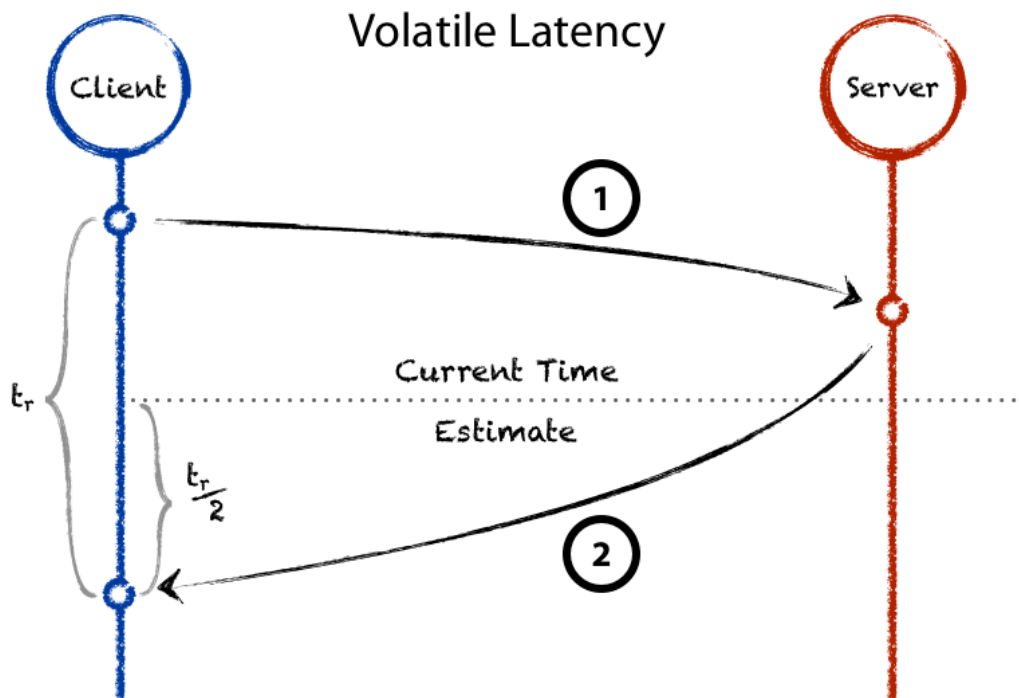 Volatile Latency
Client
Server
1
Current Time
tr
Estimate
tr/2
2